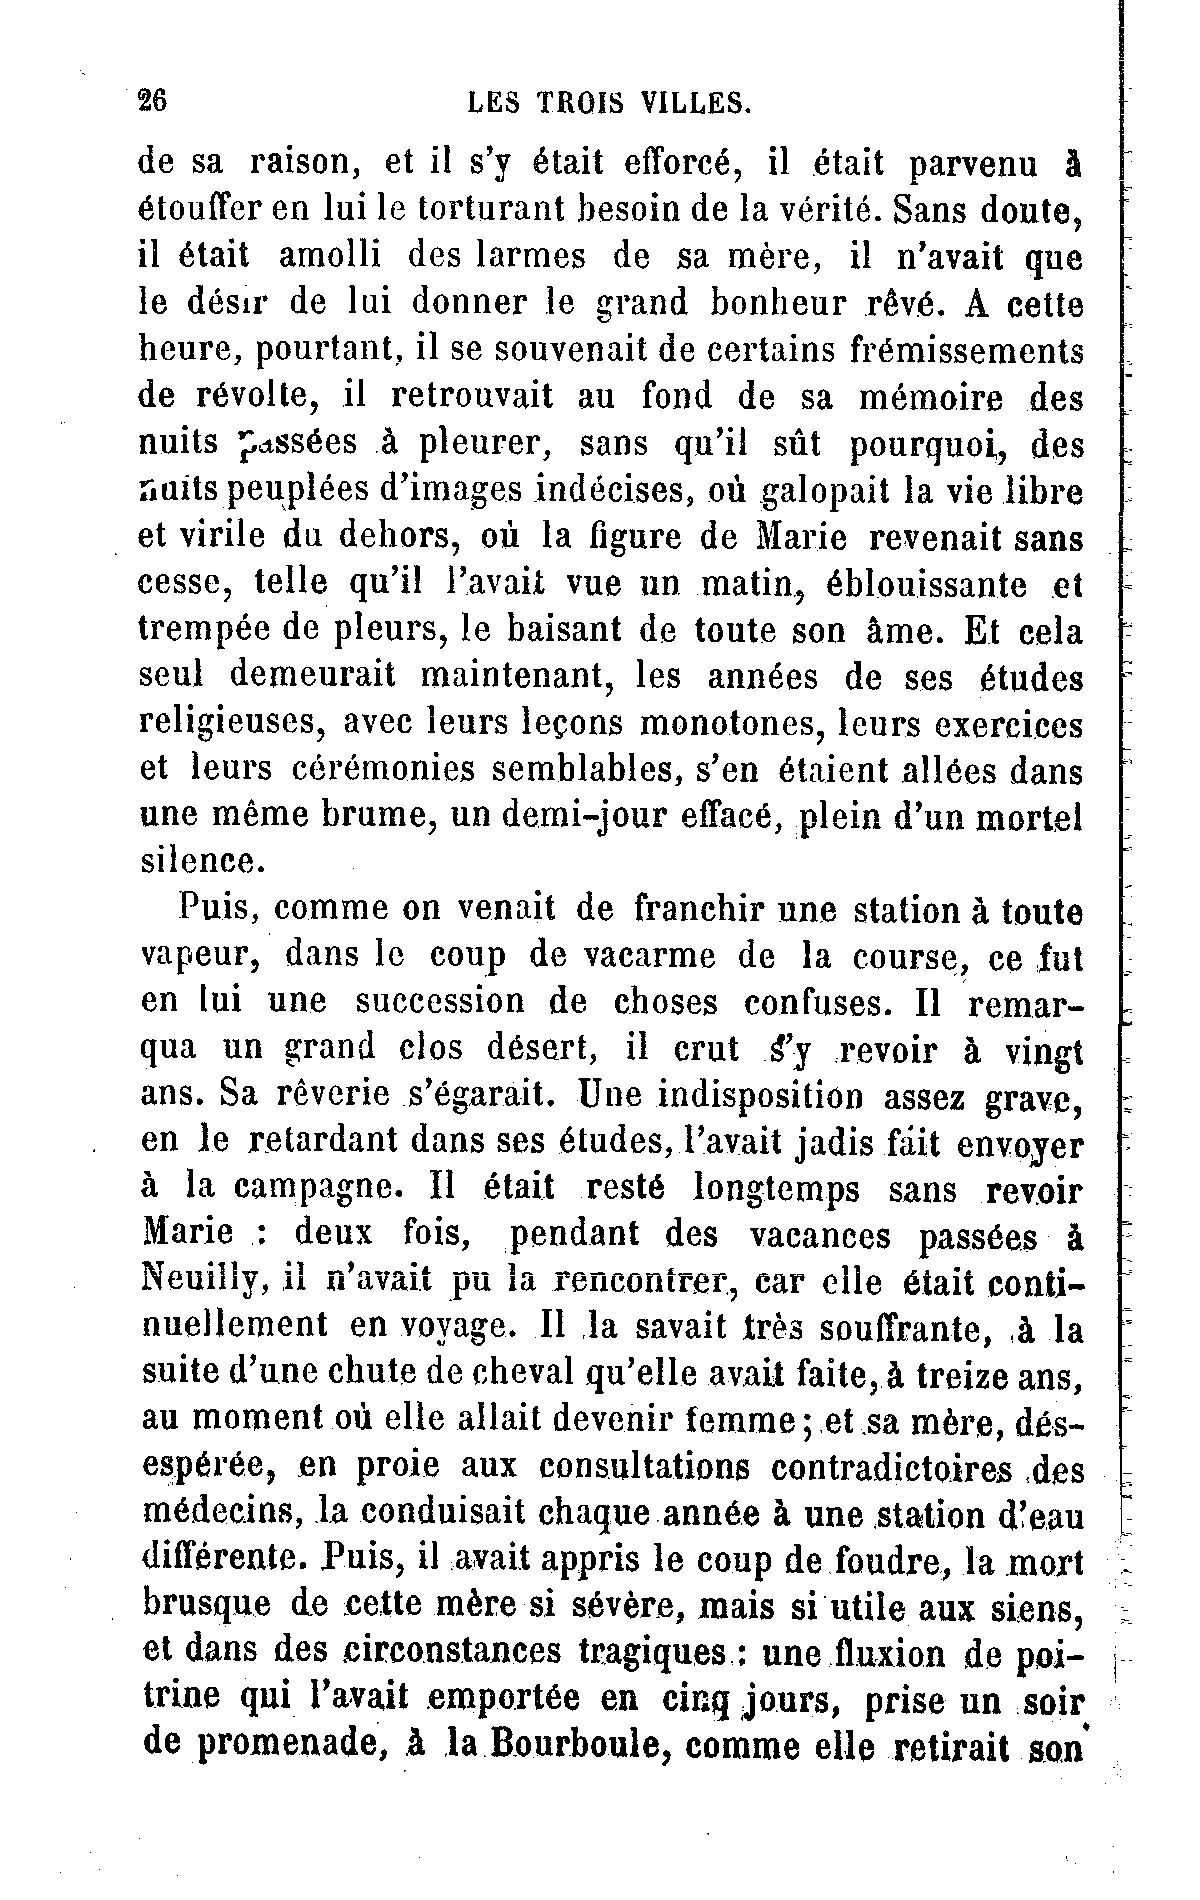 26 LES TROIS VILLES.
de sa raison, et il s'y était efforcé, il était parvenu à
étouffer en lui le torturant besoin de la vérité. Sans doute,
il était amolli des larmes de sa mère, il n'avait que
le désir de lui donner le grand bonheur rêvé. A cette
heure, pourtant, il se souvenait de certains frémissements
de révolte, il retrouvait au fond de sa mémoire des
nuits passées à pleurer, sans qu'il sût pourquoi, des
nuits peuplées d'images indécises, où galopait la vie libre
et virile du dehors, où la figure de Marie revenait sans
cesse, telle qu'il l'avait vue un matin, éblouissante et
trempée de pleurs, le baisant de toute son âme. Et cela
seul demeurait maintenant, les années de ses études
religieuses, avec leurs leçons monotones, leurs exercices
et leurs cérémonies semblables, s'en étaient allées dans
une même brume, un demi-jour effacé, plein d'un mortel
silence.
Puis, comme on venait de franchir une station à toute
vapeur, dans le coup de vacarme de la course, ce fut
en lui une succession de choses confuses. Il remar-
qua un grand clos désert, il crut s'y revoir à vingt
ans. Sa rêverie s'égarait. Une indisposition assez grave,
en le retardant dans ses études, l'avait jadis fait envoyer
à la campagne. Il était resté longtemps sans revoir
Marie : deux fois, pendant des vacances passées à
Neuilly, il n'avait pu la rencontrer, car elle était conti-
nuellement en voyage. Il la savait très souffrante, à la
suite d'une chute de cheval qu'elle avait faite, à treize ans,
au moment où elle allait devenir femme ; et sa mère, dés-
espérée, en proie aux consultations contradictoires des
médecins, la conduisait chaque année à une station d'eau
différente. Puis, il avait appris le coup de foudre, la mort
brusque de cette mère si sévère, mais si utile aux siens,
et dans des circonstances tragiques : une fluxion de poi-
trine qui l'avait emportée en cinq jours, prise un soir
de promenade, à la Bourboule, comme elle retirait son